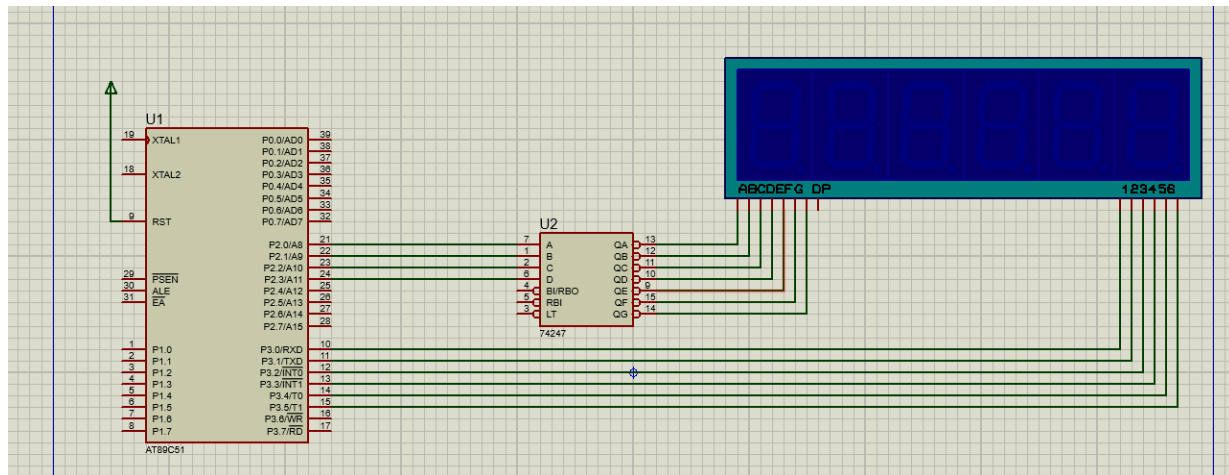 U1
19 XTAL1
18 XTAL2
9 RST
29 PSEN
30 ALE
31 EA
1 P1.0
2 P1.1
3 P1.2
4 P1.3
5 P1.4
6 P1.5
7 P1.6
8 P1.7
P0.0/AD0 39
P0.1/AD1 38
P0.2/AD2 37
P0.3/AD3 36
P0.4/AD4 35
P0.5/AD5 34
P0.6/AD6 33
P0.7/AD7 32
P2.0/A8 21
P2.1/A9 22
P2.2/A10 23
P2.3/A11 24
P2.4/A12 25
P2.5/A13 26
P2.6/A14 27
P2.7/A15 28
P3.0/RXD 10
P3.1/TXD 11
P3.2/INT0 12
P3.3/INT1 13
P3.4/T0 14
P3.5/T1 15
P3.6/WR 16
P3.7/RD 17
AT89C51
U2
7 A
1 B
2 C
6 D
4 BI/RBO
5 RBI
3 LT
QA 13
QB 12
QC 11
QD 10
QE 9
QF 15
QG 14
74247
ABCDEFG DP
123456